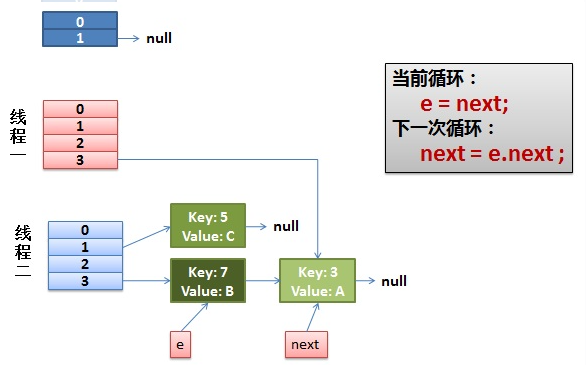 0
1
null
线程一
0
1
2
3
当前循环：
e = next;
下一次循环：
next = e.next ;
线程二
0
1
2
3
Key: 5
Value: C
null
Key: 7
Value: B
Key: 3
Value: A
null
e
next